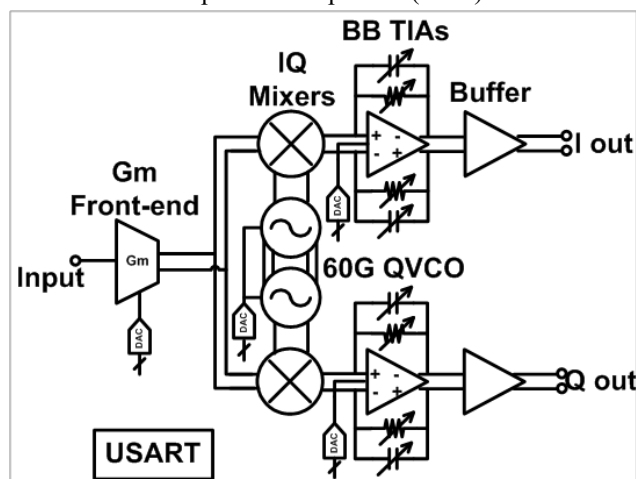 BB TIAs
IQ
Mixers
Buffer
+ -
- +
I out
DAC
Gm
Front-end
Gm
Input
DAC
DAC
60G QVCO
+ -
- +
Q out
DAC
USART